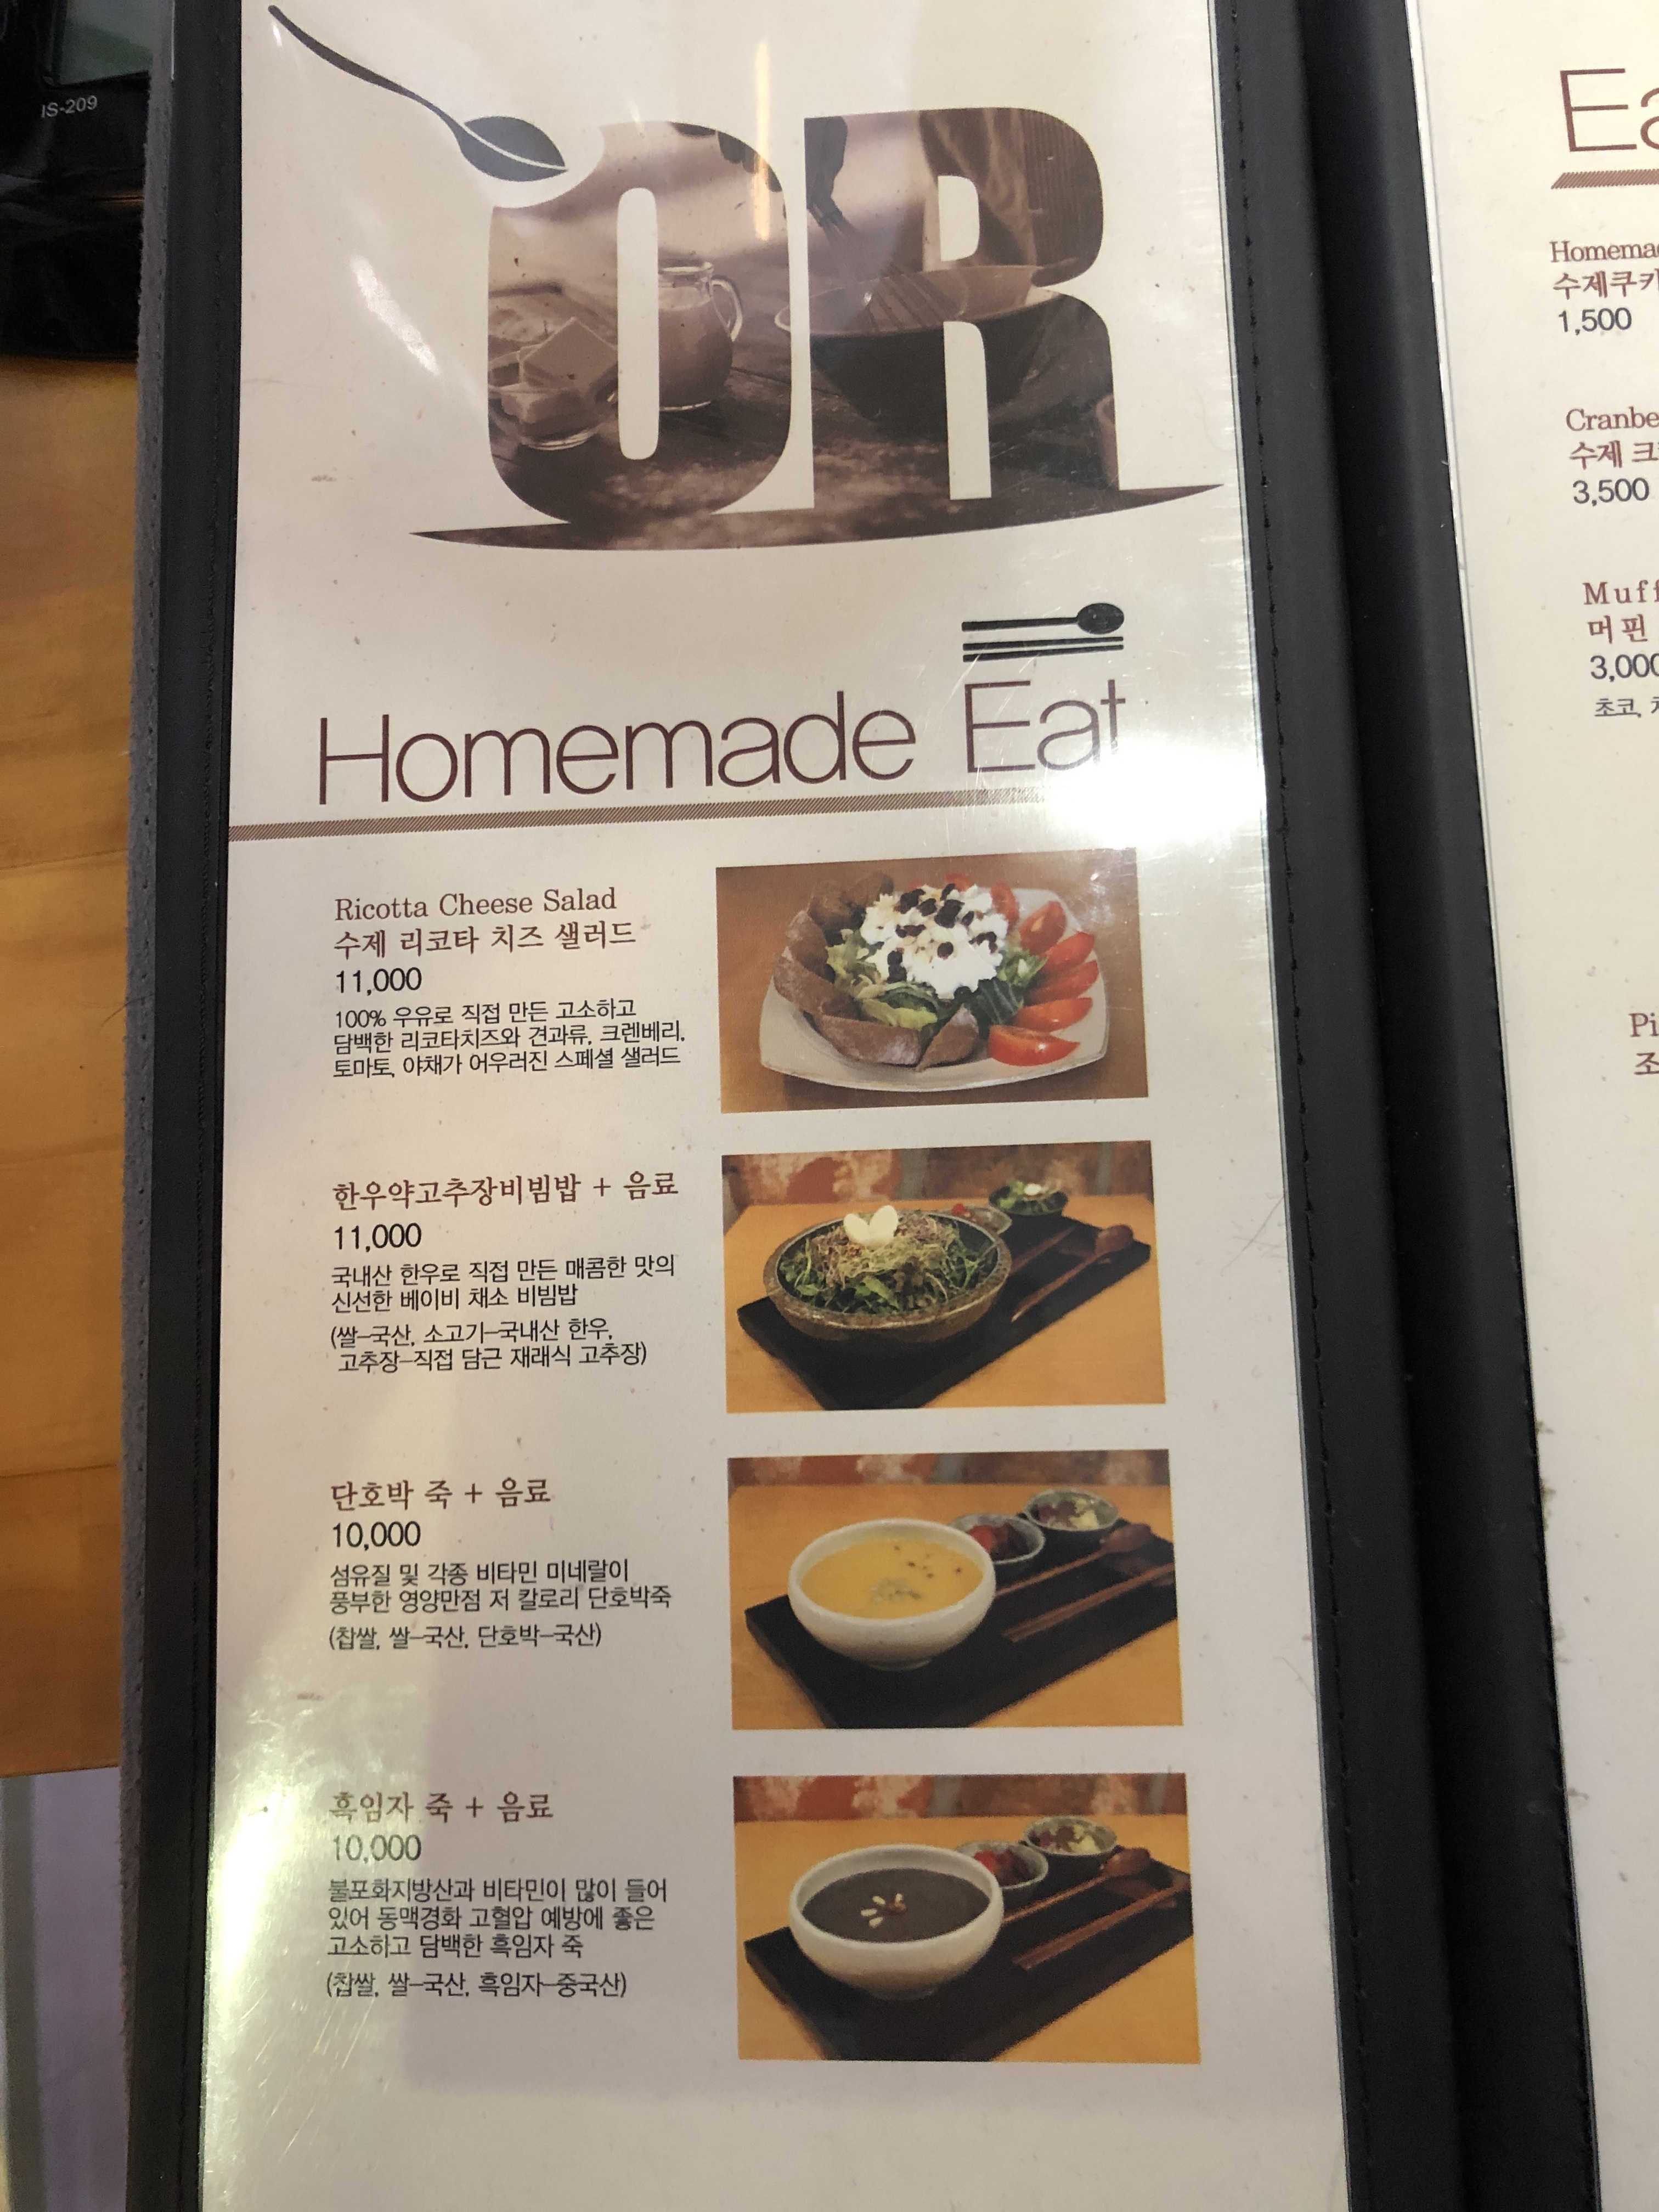 IS-209
OR
Homemade Eat
Ricotta Cheese Salad
수제 리코타 치즈 샐러드
11,000
100% 우유로 직접 만든 고소하고
담백한 리코타치즈와 견과류, 크렌베리,
토마토, 야채가 어우러진 스페셜 샐러드
한우약고추장비빔밥 + 음료
11,000
국내산 한우로 직접 만든 매콤한 맛의
신선한 베이비 채소 비빔밥
(쌀-국산, 소고기-국내산 한우,
고추장-직접 담근 재래식 고추장)
단호박 죽 + 음료
10,000
섬유질 및 각종 비타민 미네랄이
풍부한 영양만점 저 칼로리 단호박죽
(찹쌀, 쌀-국산, 단호박-국산)
흑임자 죽 + 음료
10,000
불포화지방산과 비타민이 많이 들어
있어 동맥경화 고혈압 예방에 좋은
고소하고 담백한 흑임자 죽
(찹쌀, 쌀-국산, 흑임자-중국산)
1,500
수제
3,500
머핀
3,000
초코,